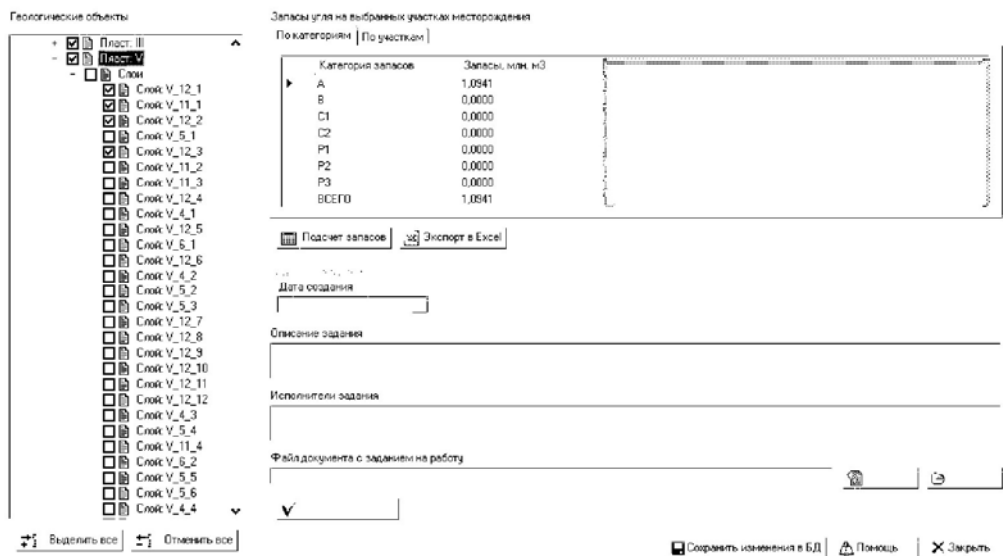 Геологические объекты
Пласт: III
Пласт: V
Слои
Слой: V_12_1
Слой: V_11_1
Слой: V_12_2
Слой: V_5_1
Слой: V_12_3
Слой: V_11_2
Слой: V_11_3
Слой: V_12_4
Слой: V_4_1
Слой: V_12_5
Слой: V_6_1
Слой: V_12_6
Слой: V_4_2
Слой: V_5_2
Слой: V_5_3
Слой: V_12_7
Слой: V_12_8
Слой: V_12_9
Слой: V_12_10
Слой: V_12_11
Слой: V_12_12
Слой: V_4_3
Слой: V_5_4
Слой: V_11_4
Слой: V_6_2
Слой: V_5_5
Слой: V_5_6
Слой: V_4_4
Выделить все Отменить все
Запасы угля на выбранных участках месторождения
По категориям По участкам
Категория запасов Запасы, млн. м3
A 1,0941
B 0,0000
C1 0,0000
C2 0,0000
P1 0,0000
P2 0,0000
P3 0,0000
ВСЕГО 1,0941
Подсчет запасов Экспорт в Excel
Дата создания
Описание задания
Исполнители задания
Файл документа с заданием на работу
Сохранить изменения в БД Помощь Закрыть